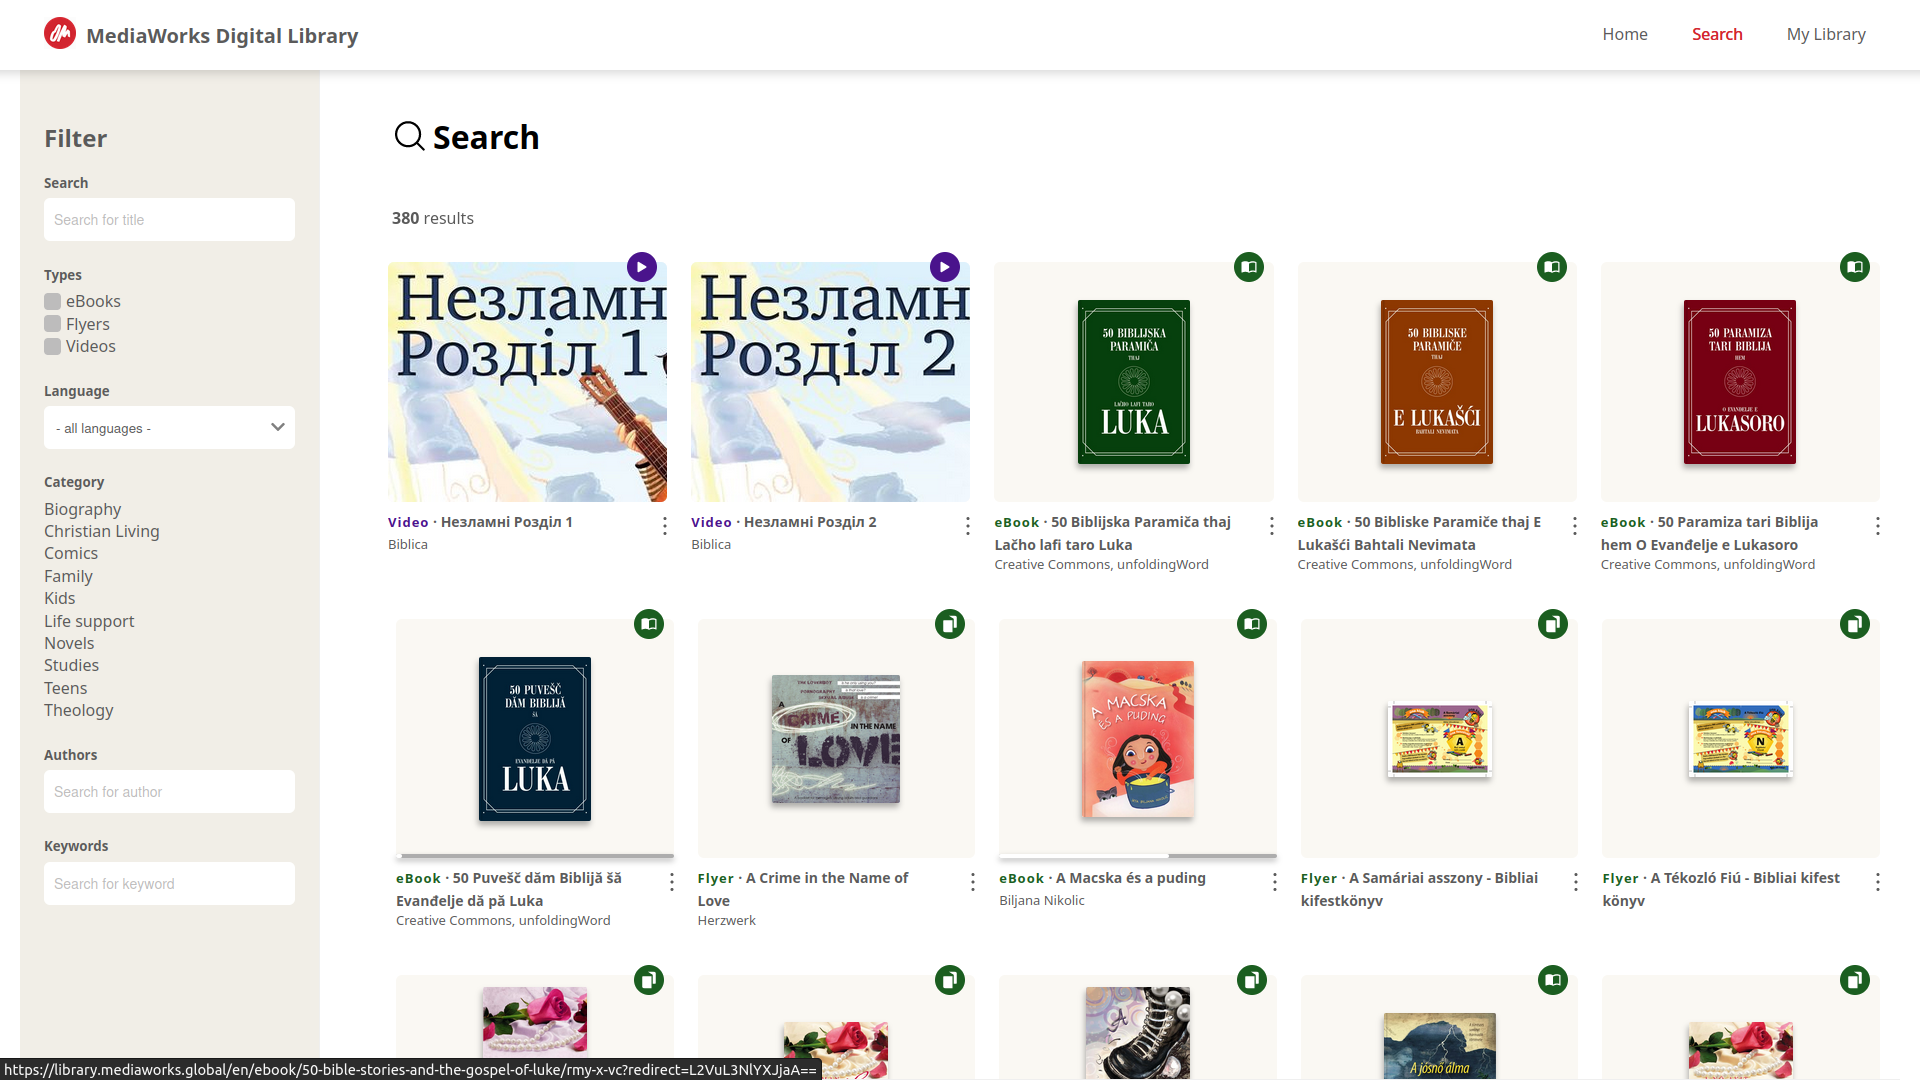 MediaWorks Digital Library
Home
Search
My Library
Filter
Search
Search for title
Types
eBooks
Flyers
Videos
Language
- all languages -
Category
Biography
Christian Living
Comics
Family
Kids
Life support
Novels
Studies
Teens
Theology
Authors
Search for author
Keywords
Search for keyword
Search
380 results
Незламн
Розділ 1
Video · Незламні Розділ 1
Biblica
Незламн
Розділ 2
Video · Незламні Розділ 2
Biblica
50 BIBLIJSKA
PARAMIČA
THAJ
LAČHO LAFI TARO
LUKA
eBook · 50 Biblijska Paramiča thaj
Lačho lafi taro Luka
Creative Commons, unfoldingWord
50 BIBLISKE
PARAMIČE
THAJ
E LUKAŠĆI
BAHTALI NEVIMATA
eBook · 50 Bibliske Paramiče thaj E
Lukašći Bahtali Nevimata
Creative Commons, unfoldingWord
50 PARAMIZA
TARI BIBLIJA
HEM
O EVANĐELJE E
LUKASORO
eBook · 50 Paramiza tari Biblija
hem O Evanđelje e Lukasoro
Creative Commons, unfoldingWord
50 PUVEŠČ
DĂM BIBLIJĂ
ŠĂ
EVANĐELJE DĂ PĂ
LUKA
eBook · 50 Puvešč dăm Biblijă šă
Evanđelje dă pă Luka
Creative Commons, unfoldingWord
A
CRIME
IN THE NAME
OF
LOVE
Flyer · A Crime in the Name of
Love
Herzwerk
A MACSKA
ÉS A PUDING
eBook · A Macska és a puding
Biljana Nikolic
A
Flyer · A Samáriai asszony - Bibliai
kifestkönyv
N
Flyer · A Tékozló Fiú - Bibliai kifest
könyv
A
A jósnő álma
https://library.mediaworks.global/en/ebook/50-bible-stories-and-the-gospel-of-luke/rmy-x-vc?redirect=L2VuL3NlYXJjaA==